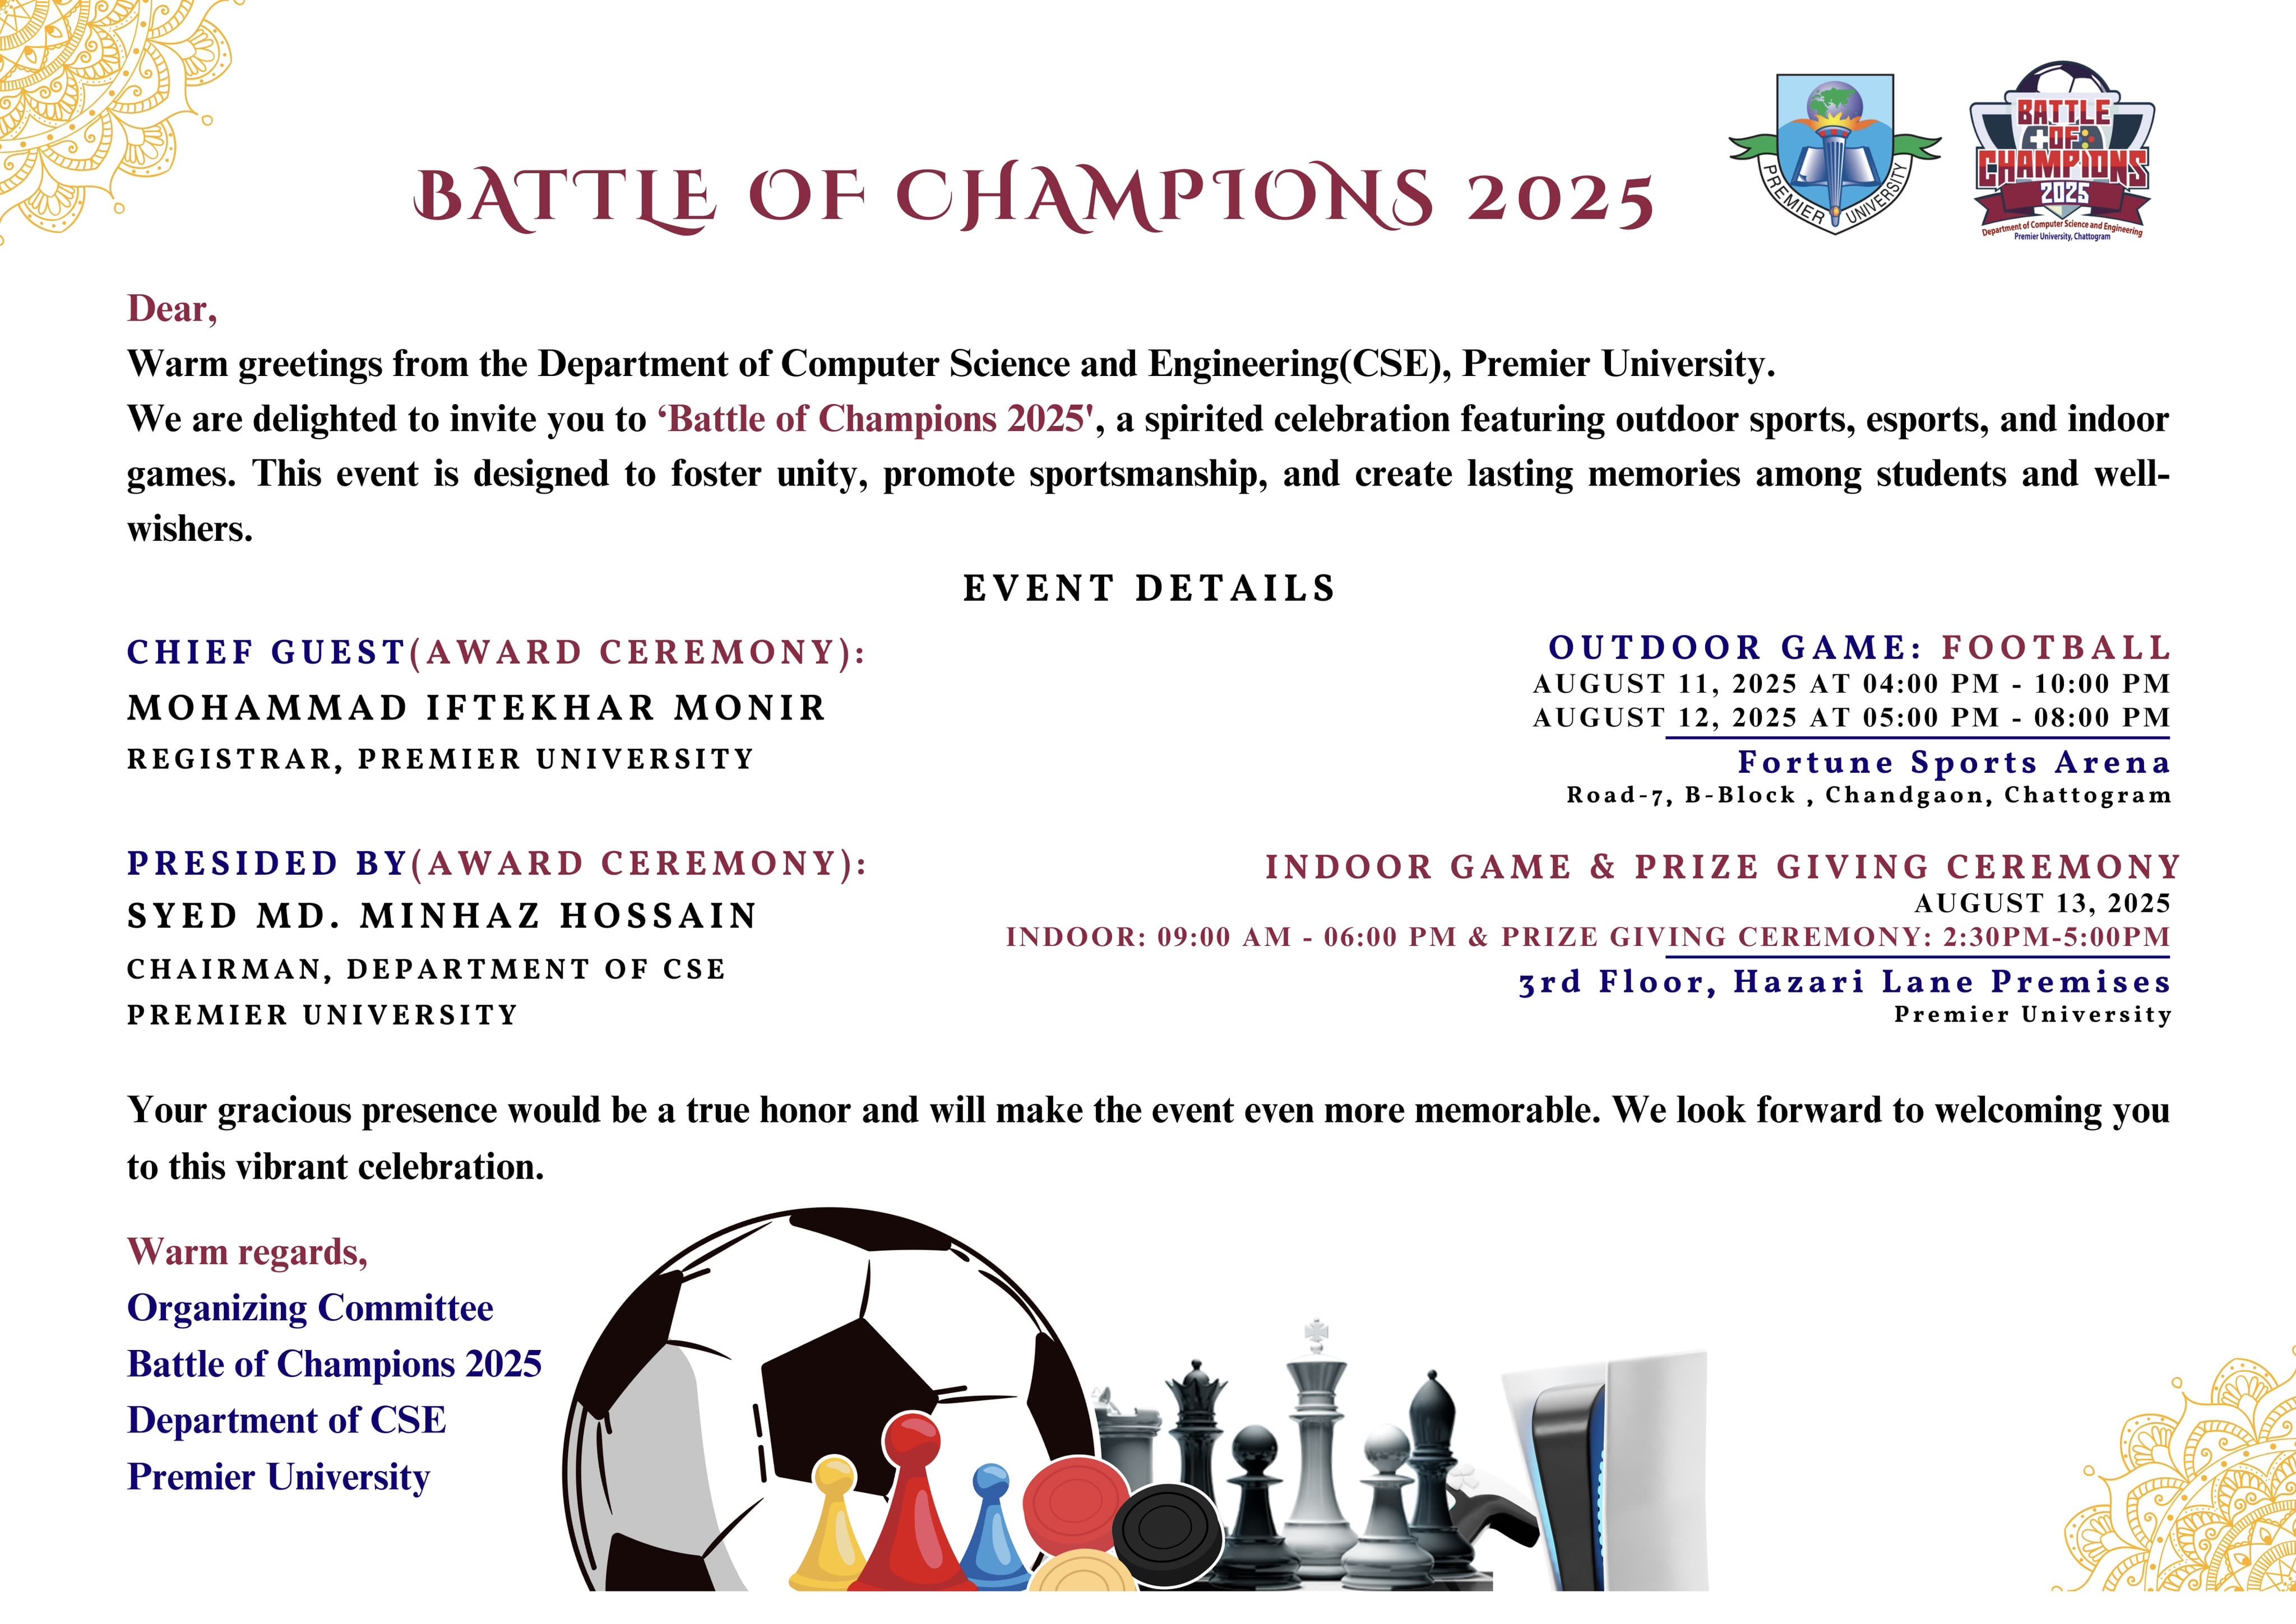 BATTLE OF CHAMPIONS 2025
PREMIER UNIVERSITY
BATTLE
OF
CHAMPIONS
2025
Department of Computer Science and Engineering
Premier University, Chattogram
Dear,
Warm greetings from the Department of Computer Science and Engineering(CSE), Premier University.
We are delighted to invite you to ‘Battle of Champions 2025', a spirited celebration featuring outdoor sports, esports, and indoor
games. This event is designed to foster unity, promote sportsmanship, and create lasting memories among students and well-
wishers.
EVENT DETAILS
CHIEF GUEST(AWARD CEREMONY):
MOHAMMAD IFTEKHAR MONIR
REGISTRAR, PREMIER UNIVERSITY
PRESIDED BY(AWARD CEREMONY):
SYED MD. MINHAZ HOSSAIN
CHAIRMAN, DEPARTMENT OF CSE
PREMIER UNIVERSITY
OUTDOOR GAME: FOOTBALL
AUGUST 11, 2025 AT 04:00 PM - 10:00 PM
AUGUST 12, 2025 AT 05:00 PM - 08:00 PM
Fortune Sports Arena
Road-7, B-Block , Chandgaon, Chattogram
INDOOR GAME & PRIZE GIVING CEREMONY
AUGUST 13, 2025
INDOOR: 09:00 AM - 06:00 PM & PRIZE GIVING CEREMONY: 2:30PM-5:00PM
3rd Floor, Hazari Lane Premises
Premier University
Your gracious presence would be a true honor and will make the event even more memorable. We look forward to welcoming you
to this vibrant celebration.
Warm regards,
Organizing Committee
Battle of Champions 2025
Department of CSE
Premier University